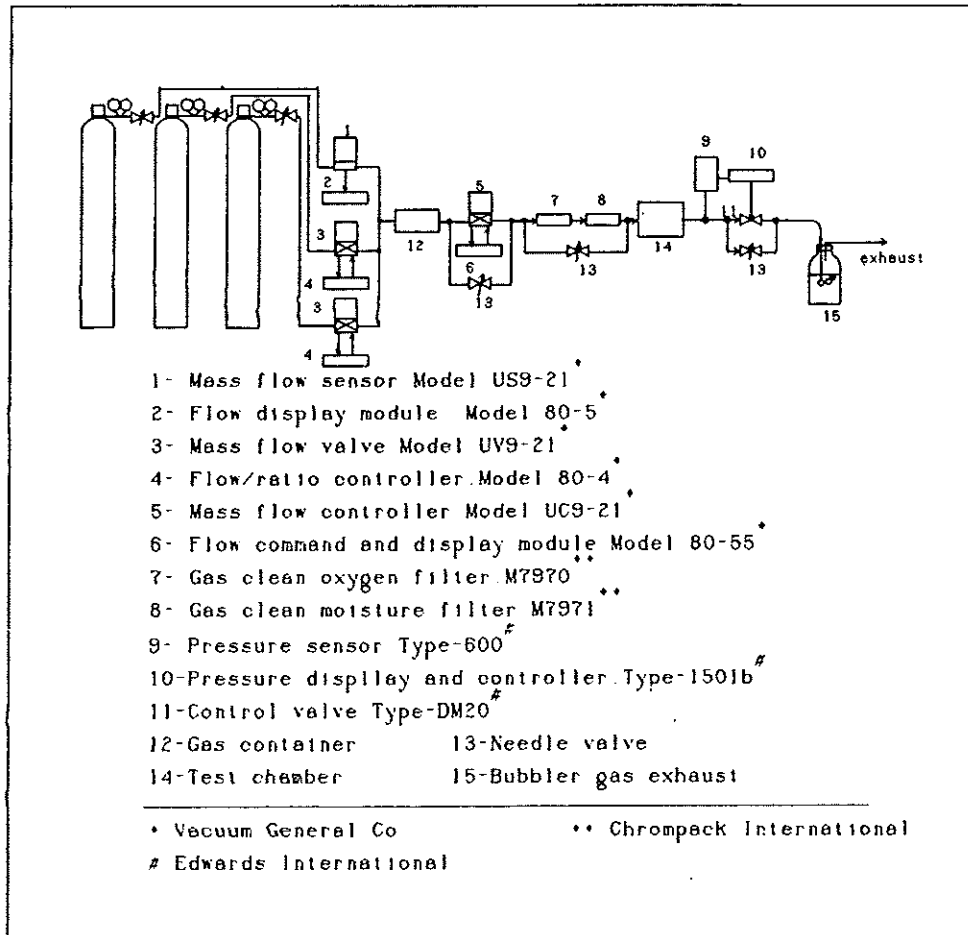 1
2
3
4
3
4
12
5
6
13
7
8
13
14
9
10
11
13
exhaust
15
1- Mass flow sensor Model US9-21♦
2- Flow display module Model 80-5♦
3- Mass flow valve Model UV9-21♦
4- Flow/ratio controller.Model 80-4♦
5- Mass flow controller Model UC9-21♦
6- Flow command and display module Model 80-55♦
7- Gas clean oxygen filter.M7970♦♦
8- Gas clean moisture filter M7971♦♦
9- Pressure sensor Type-600#
10-Pressure displlay and controller.Type-1501b#
11-Control valve Type-DM20#
12-Gas container 13-Needle valve
14-Test chamber 15-Bubbler gas exhaust
♦ Vacuum General Co ♦♦ Chrompack International
# Edwards International